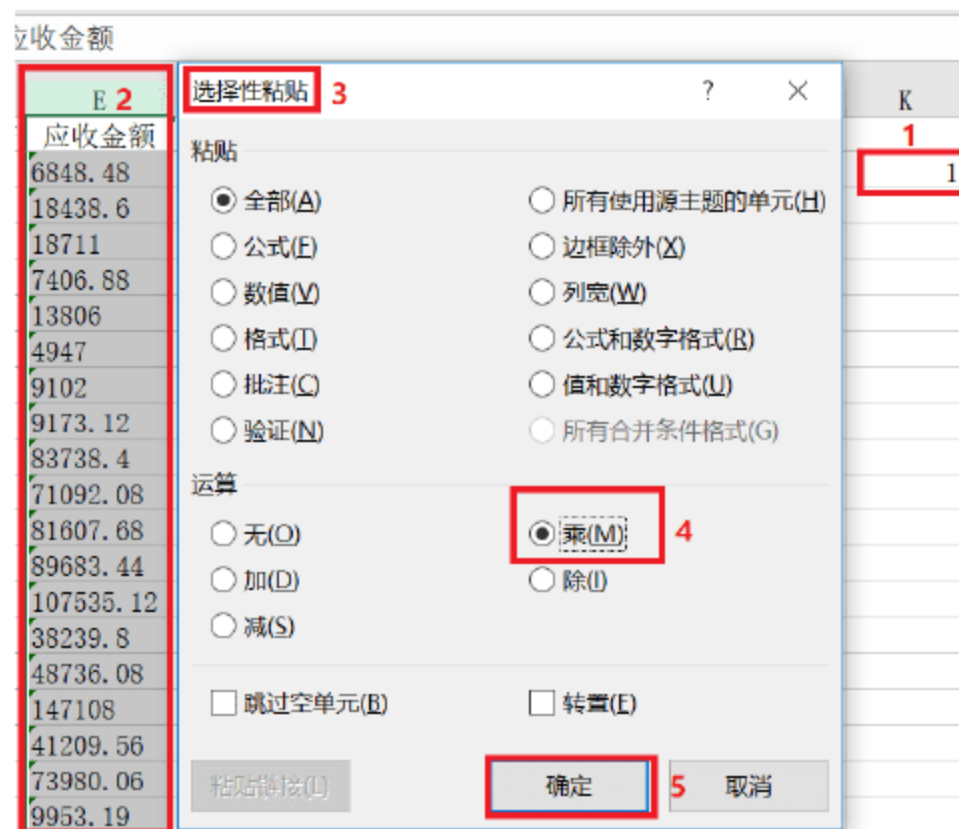 应收金额
E 2
选择性粘贴 3
?
K
应收金额
1
粘贴
6848.48
1
全部(A)
所有使用源主题的单元(H)
18438.6
公式(F)
边框除外(X)
18711
数值(V)
列宽(W)
7406.88
13806
格式(T)
公式和数字格式(R)
4947
批注(C)
值和数字格式(U)
9102
验证(N)
所有合并条件格式(G)
9173.12
83738.4
运算
71092.08
无(O)
乘(M)
4
81607.68
加(D)
除(I)
89683.44
107535.12
减(S)
38239.8
48736.08
跳过空单元(B)
转置(E)
147108
41209.56
73980.06
粘贴链接(L)
确定
5
取消
9953.19